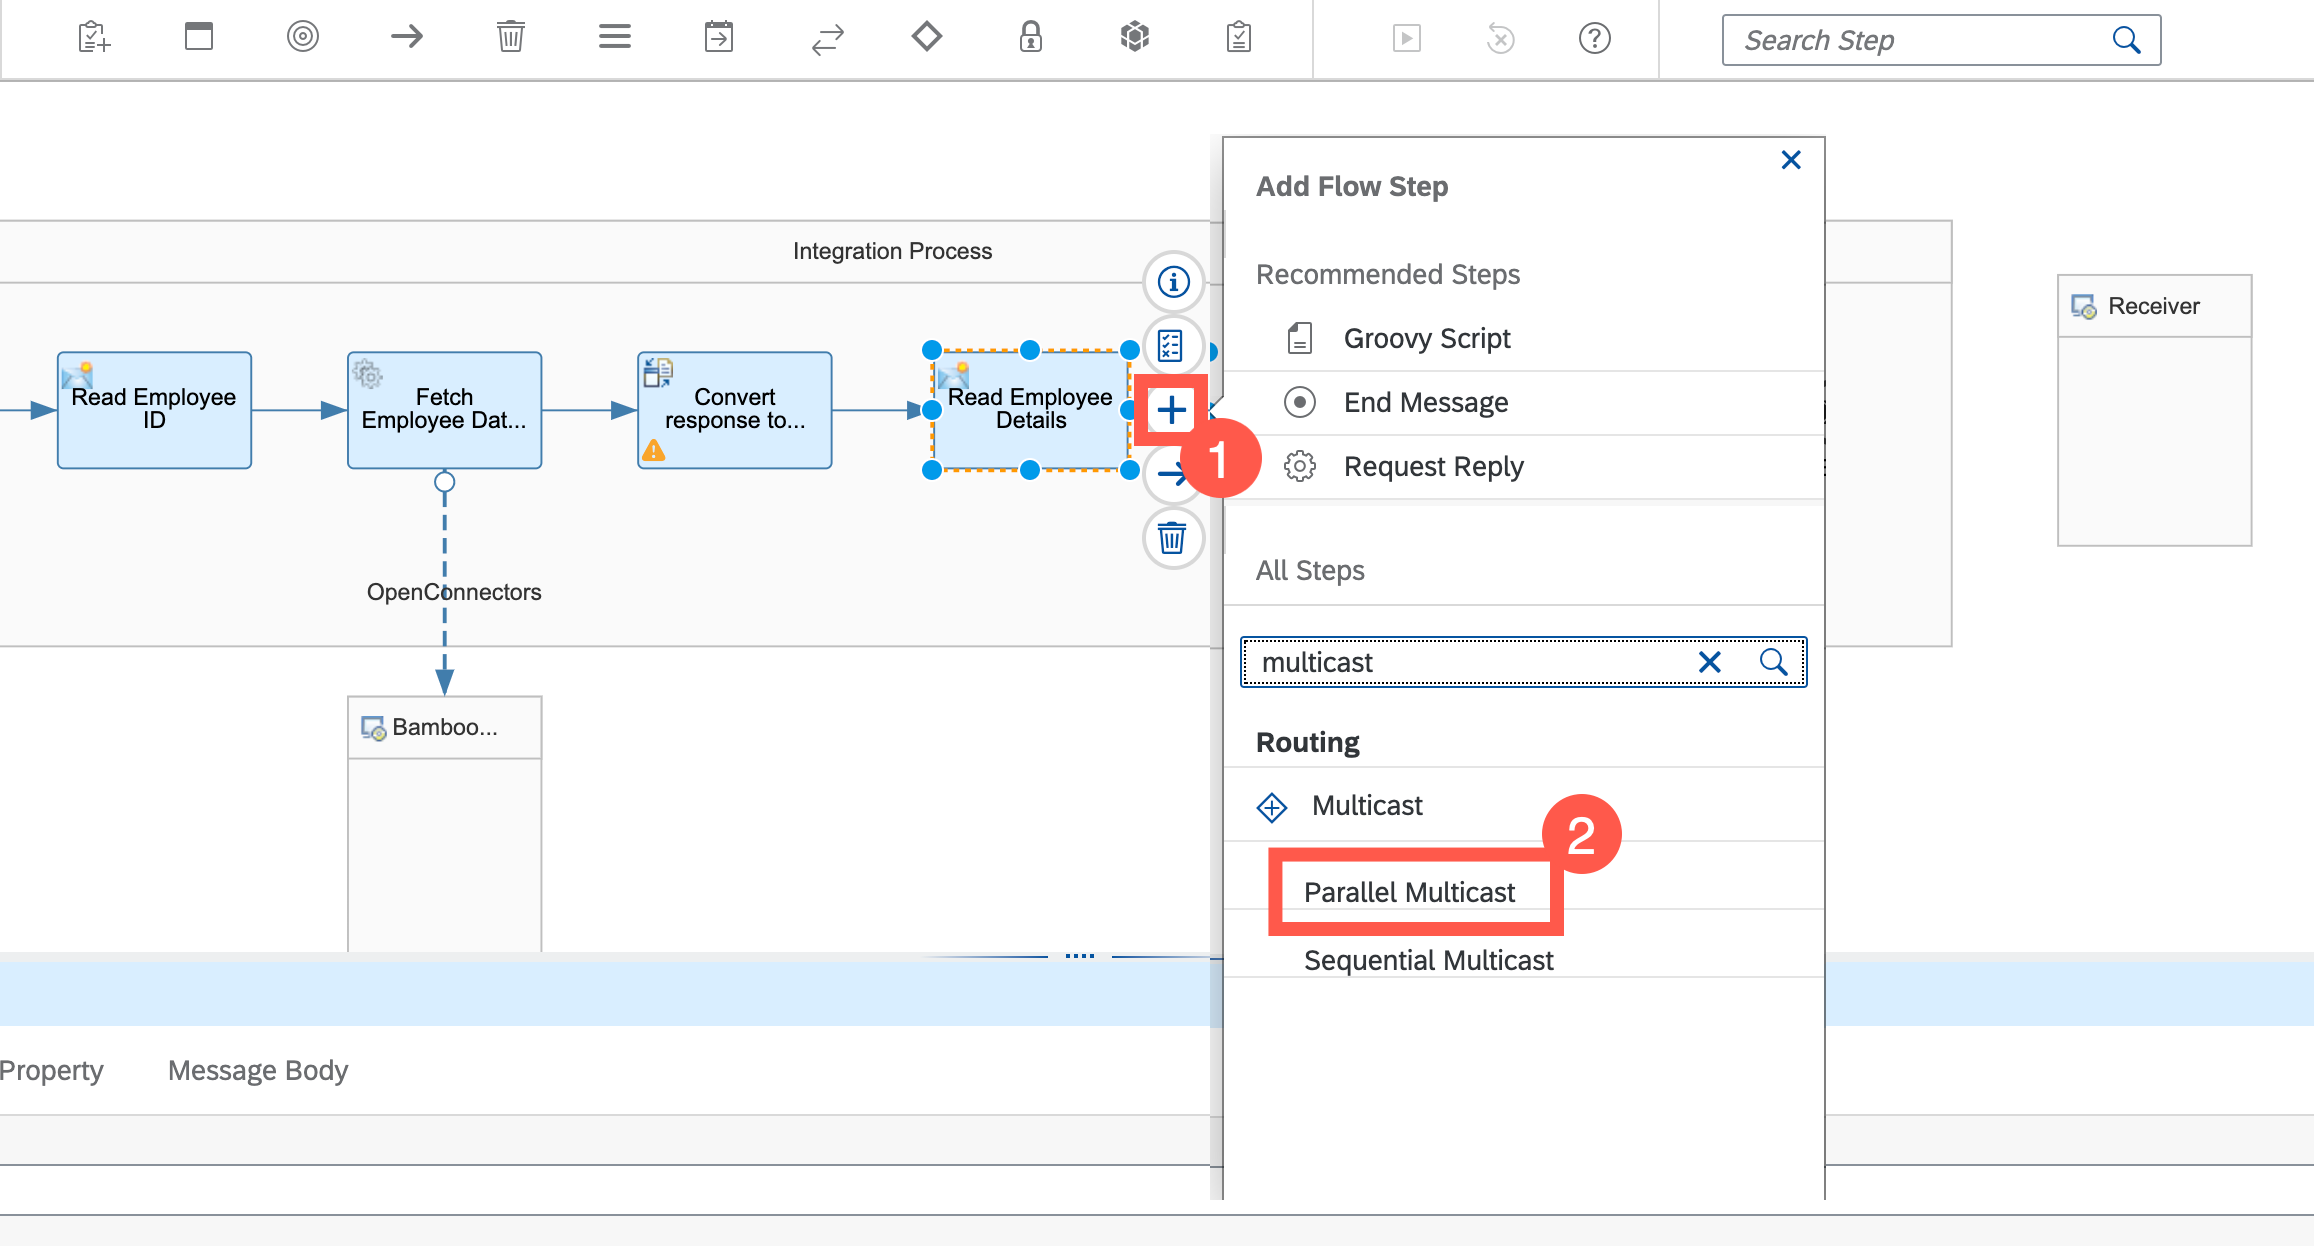 Search Step
Add Flow Step
Integration Process
Recommended Steps
Receiver
Groovy Script
Read Employee
ID
Fetch
Employee Dat...
Convert
response to...
Read Employee
Details
End Message
1
Request Reply
All Steps
OpenConnectors
multicast
Bamboo...
Routing
Multicast
2
Parallel Multicast
Sequential Multicast
Property
Message Body